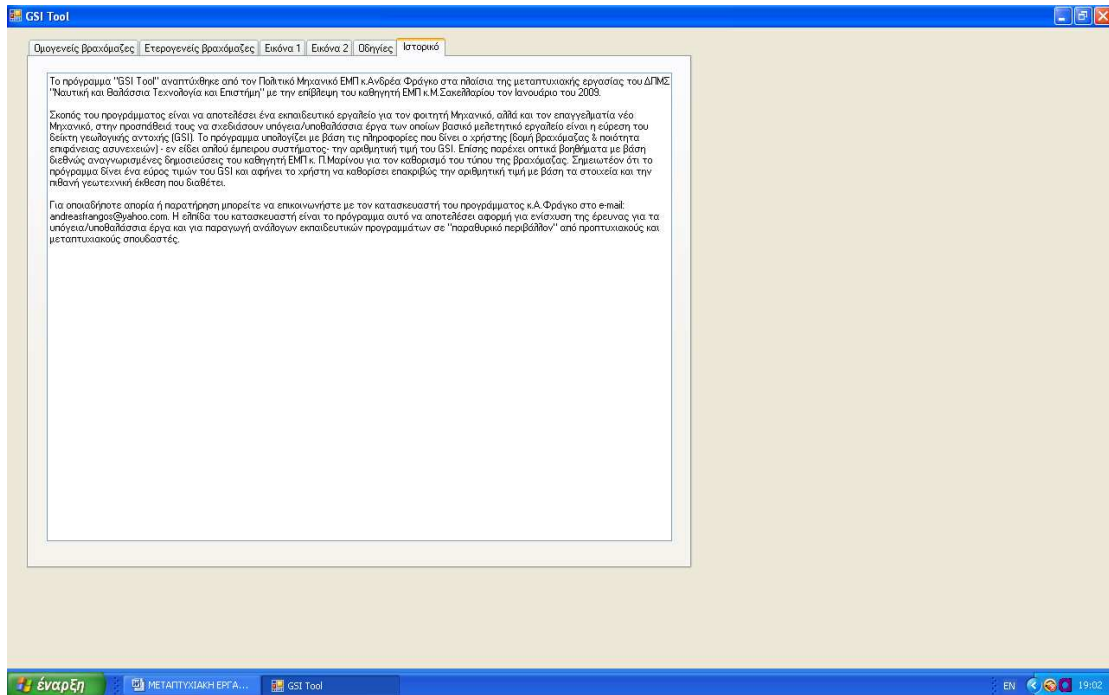 GSI Tool
Ομογενείς βραχόμαζες Ετερογενείς βραχόμαζες Εικόνα 1 Εικόνα 2 Οδηγίες Ιστορικό
Το πρόγραμμα "GSI Tool" αναπτύχθηκε από τον Πολιτικό Μηχανικό ΕΜΠ κ.Ανδρέα Φράγκο στα πλαίσια της μεταπτυχιακής εργασίας του ΔΠΜΣ
"Ναυτική και Θαλάσσια Τεχνολογία και Επιστήμη" με την επίβλεψη του καθηγητή ΕΜΠ κ.Μ.Σακελλαρίου τον Ιανουάριο του 2009.
Σκοπός του προγράμματος είναι να αποτελέσει ένα εκπαιδευτικό εργαλείο για τον φοιτητή Μηχανικό, αλλά και τον επαγγελματία νέο
Μηχανικό, στην προσπάθειά τους να σχεδιάσουν υπόγεια/υποθαλάσσια έργα των οποίων βασικό μελετητικό εργαλείο είναι η εύρεση του
δείκτη γεωλογικής αντοχής (GSI). Το πρόγραμμα υπολογίζει με βάση τις πληροφορίες που δίνει ο χρήστης (δομή βραχόμαζας & ποιότητα
επιφάνειας ασυνεχειών) - εν είδει απλού έμπειρου συστήματος- την αριθμητική τιμή του GSI. Επίσης παρέχει οπτικά βοηθήματα με βάση
διεθνώς αναγνωρισμένες δημοσιεύσεις του καθηγητή ΕΜΠ κ. Π.Μαρίνου για τον καθορισμό του τύπου της βραχόμαζας. Σημειωτέον ότι το
πρόγραμμα δίνει ένα εύρος τιμών του GSI και αφήνει το χρήστη να καθορίσει επακριβώς την αριθμητική τιμή με βάση τα στοιχεία και την
πιθανή γεωτεχνική έκθεση που διαθέτει.
Για οποιαδήποτε απορία ή παρατήρηση μπορείτε να επικοινωνήστε με τον κατασκευαστή του προγράμματος κ.Α.Φράγκο στο e-mail:
andreasfrangos@yahoo.com. Η ελπίδα του κατασκευαστή είναι το πρόγραμμα αυτό να αποτελέσει αφορμή για ενίσχυση της έρευνας για τα
υπόγεια/υποθαλάσσια έργα και για παραγωγή ανάλογων εκπαιδευτικών προγραμμάτων σε "παραθυρικό περιβάλλον" από προπτυχιακούς και
μεταπτυχιακούς σπουδαστές.
έναρξη ΜΕΤΑΠΤΥΧΙΑΚΗ ΕΡΓΑ... GSI Tool EN 19:02